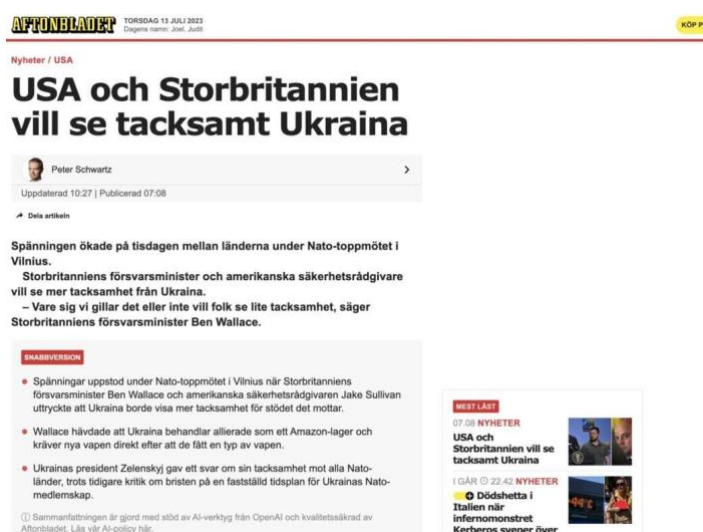 AFTONBLADET
TORSDAG 13 JULI 2023
Dagens namn: Joel, Judit
KÖP P
Nyheter / USA
USA och Storbritannien
vill se tacksamt Ukraina
Peter Schwartz
Uppdaterad 10:27 | Publicerad 07:08
Dela artikeln
Spänningen ökade på tisdagen mellan länderna under Nato-toppmötet i
Vilnius.
Storbritanniens försvarsminister och amerikanska säkerhetsrådgivare
vill se mer tacksamhet från Ukraina.
– Vare sig vi gillar det eller inte vill folk se lite tacksamhet, säger
Storbritanniens försvarsminister Ben Wallace.
SNABBVERSION
Spänningar uppstod under Nato-toppmötet i Vilnius när Storbritanniens
försvarsminister Ben Wallace och amerikanska säkerhetsrådgivaren Jake Sullivan
uttryckte att Ukraina borde visa mer tacksamhet för stödet det mottar.
Wallace hävdade att Ukraina behandlar allierade som ett Amazon-lager och
kräver nya vapen direkt efter att de fått en typ av vapen.
Ukrainas president Zelenskyj gav ett svar om sin tacksamhet mot alla Nato-
länder, trots tidigare kritik om bristen på en fastställd tidsplan för Ukrainas Nato-
medlemskap.
Sammanfattningen är gjord med stöd av AI-verktyg från OpenAI och kvalitetssäkrad av
Aftonbladet. Läs vår AI-policy här.
MEST LÄST
07.08 NYHETER
USA och
Storbritannien vill se
tacksamt Ukraina
I GÅR 22.42 NYHETER
Dödshetta i
Italien när
infernomonstret
Kerberos sveper över
44°C